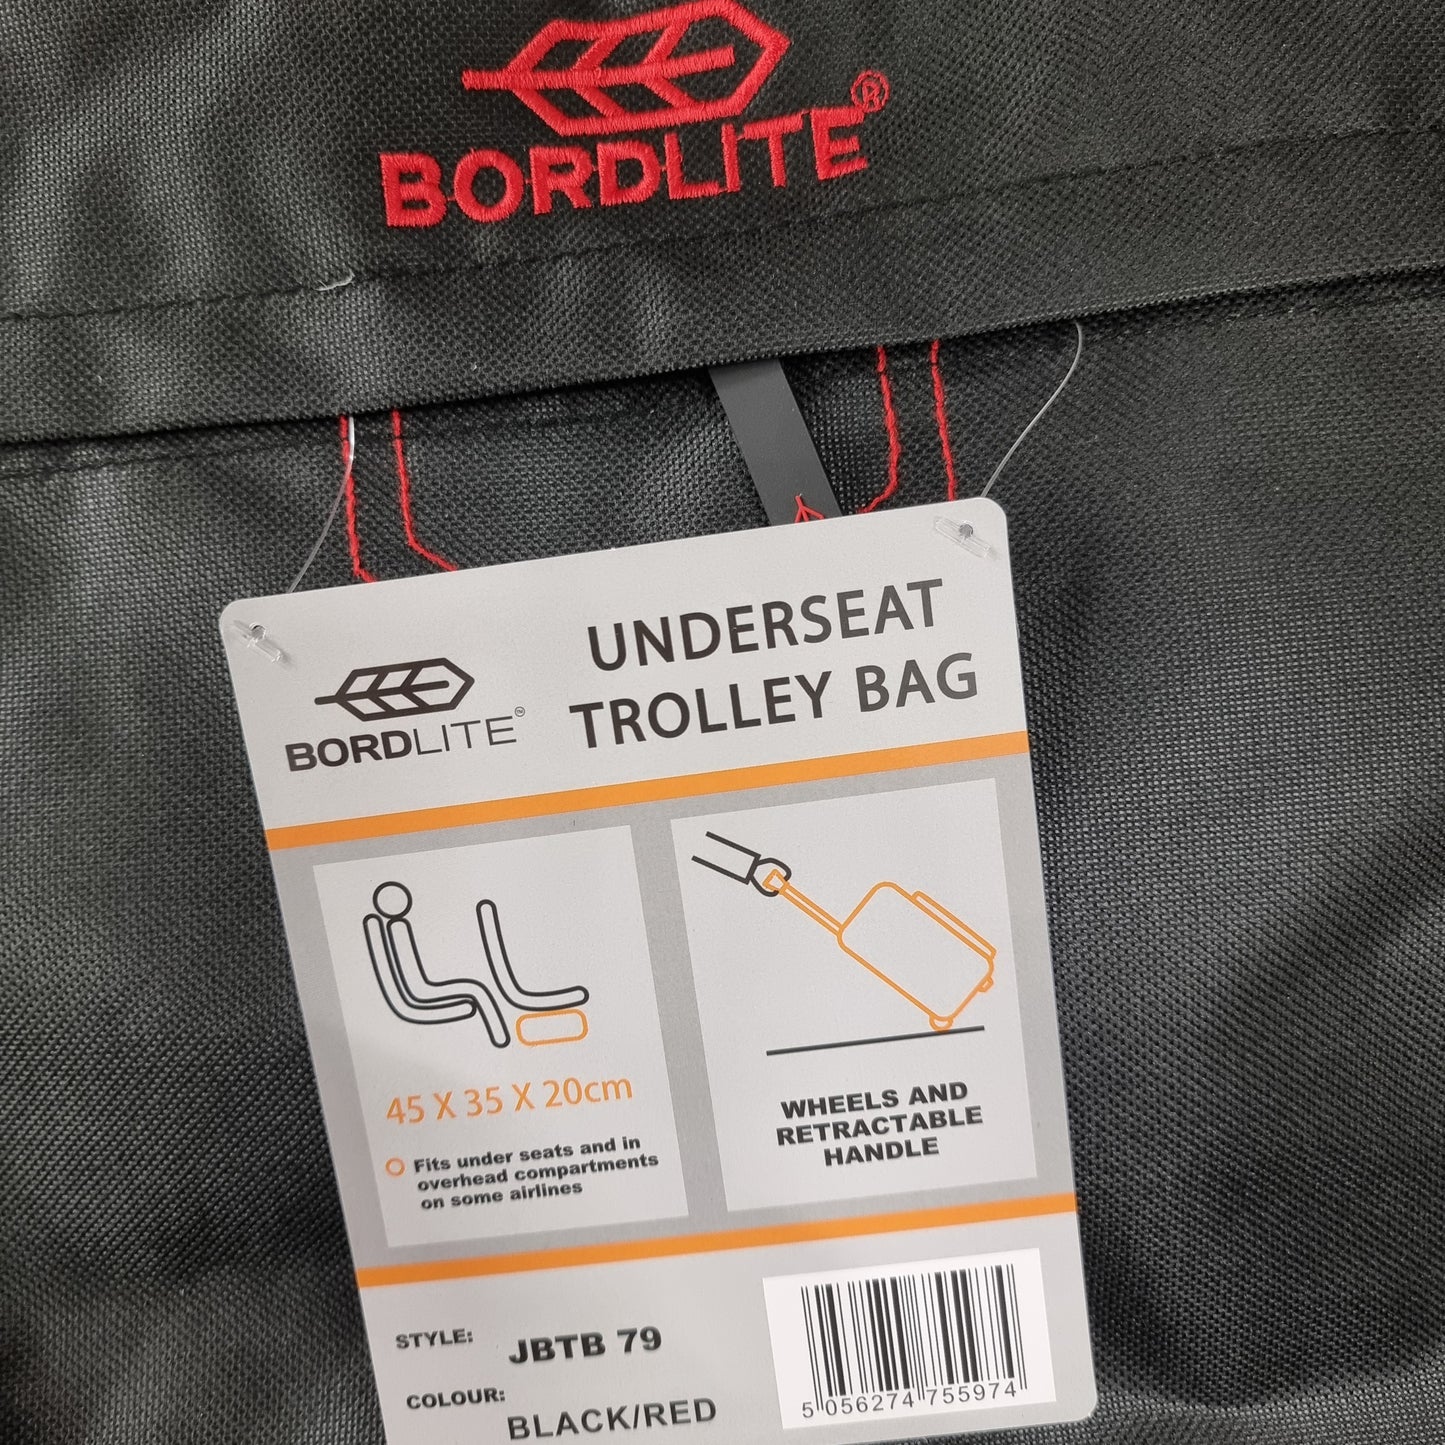 BORDLITE®
UNDERSEAT
TROLLEY BAG
BORDLITE™
45 X 35 X 20cm
Fits under seats and in
overhead compartments
on some airlines
WHEELS AND
RETRACTABLE
HANDLE
STYLE: JBTB 79
COLOUR: BLACK/RED
5 056274 755974